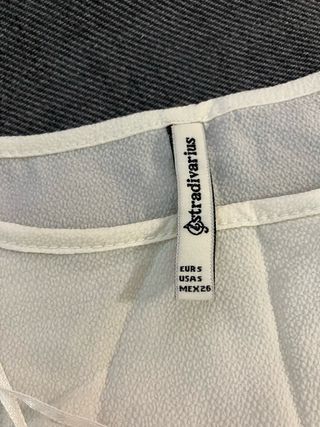 stradivarius
EUR S
USA S
MEX 26